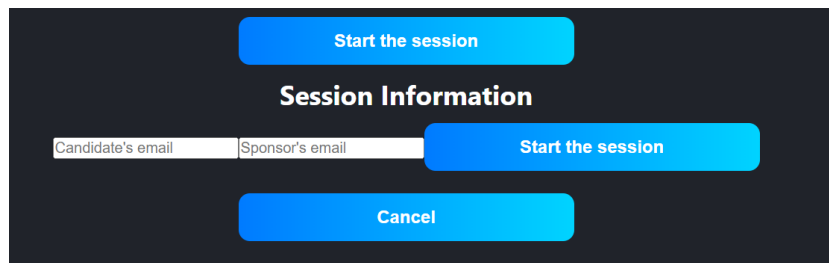 Start the session
Session Information
Candidate's email Sponsor's email Start the session
Cancel